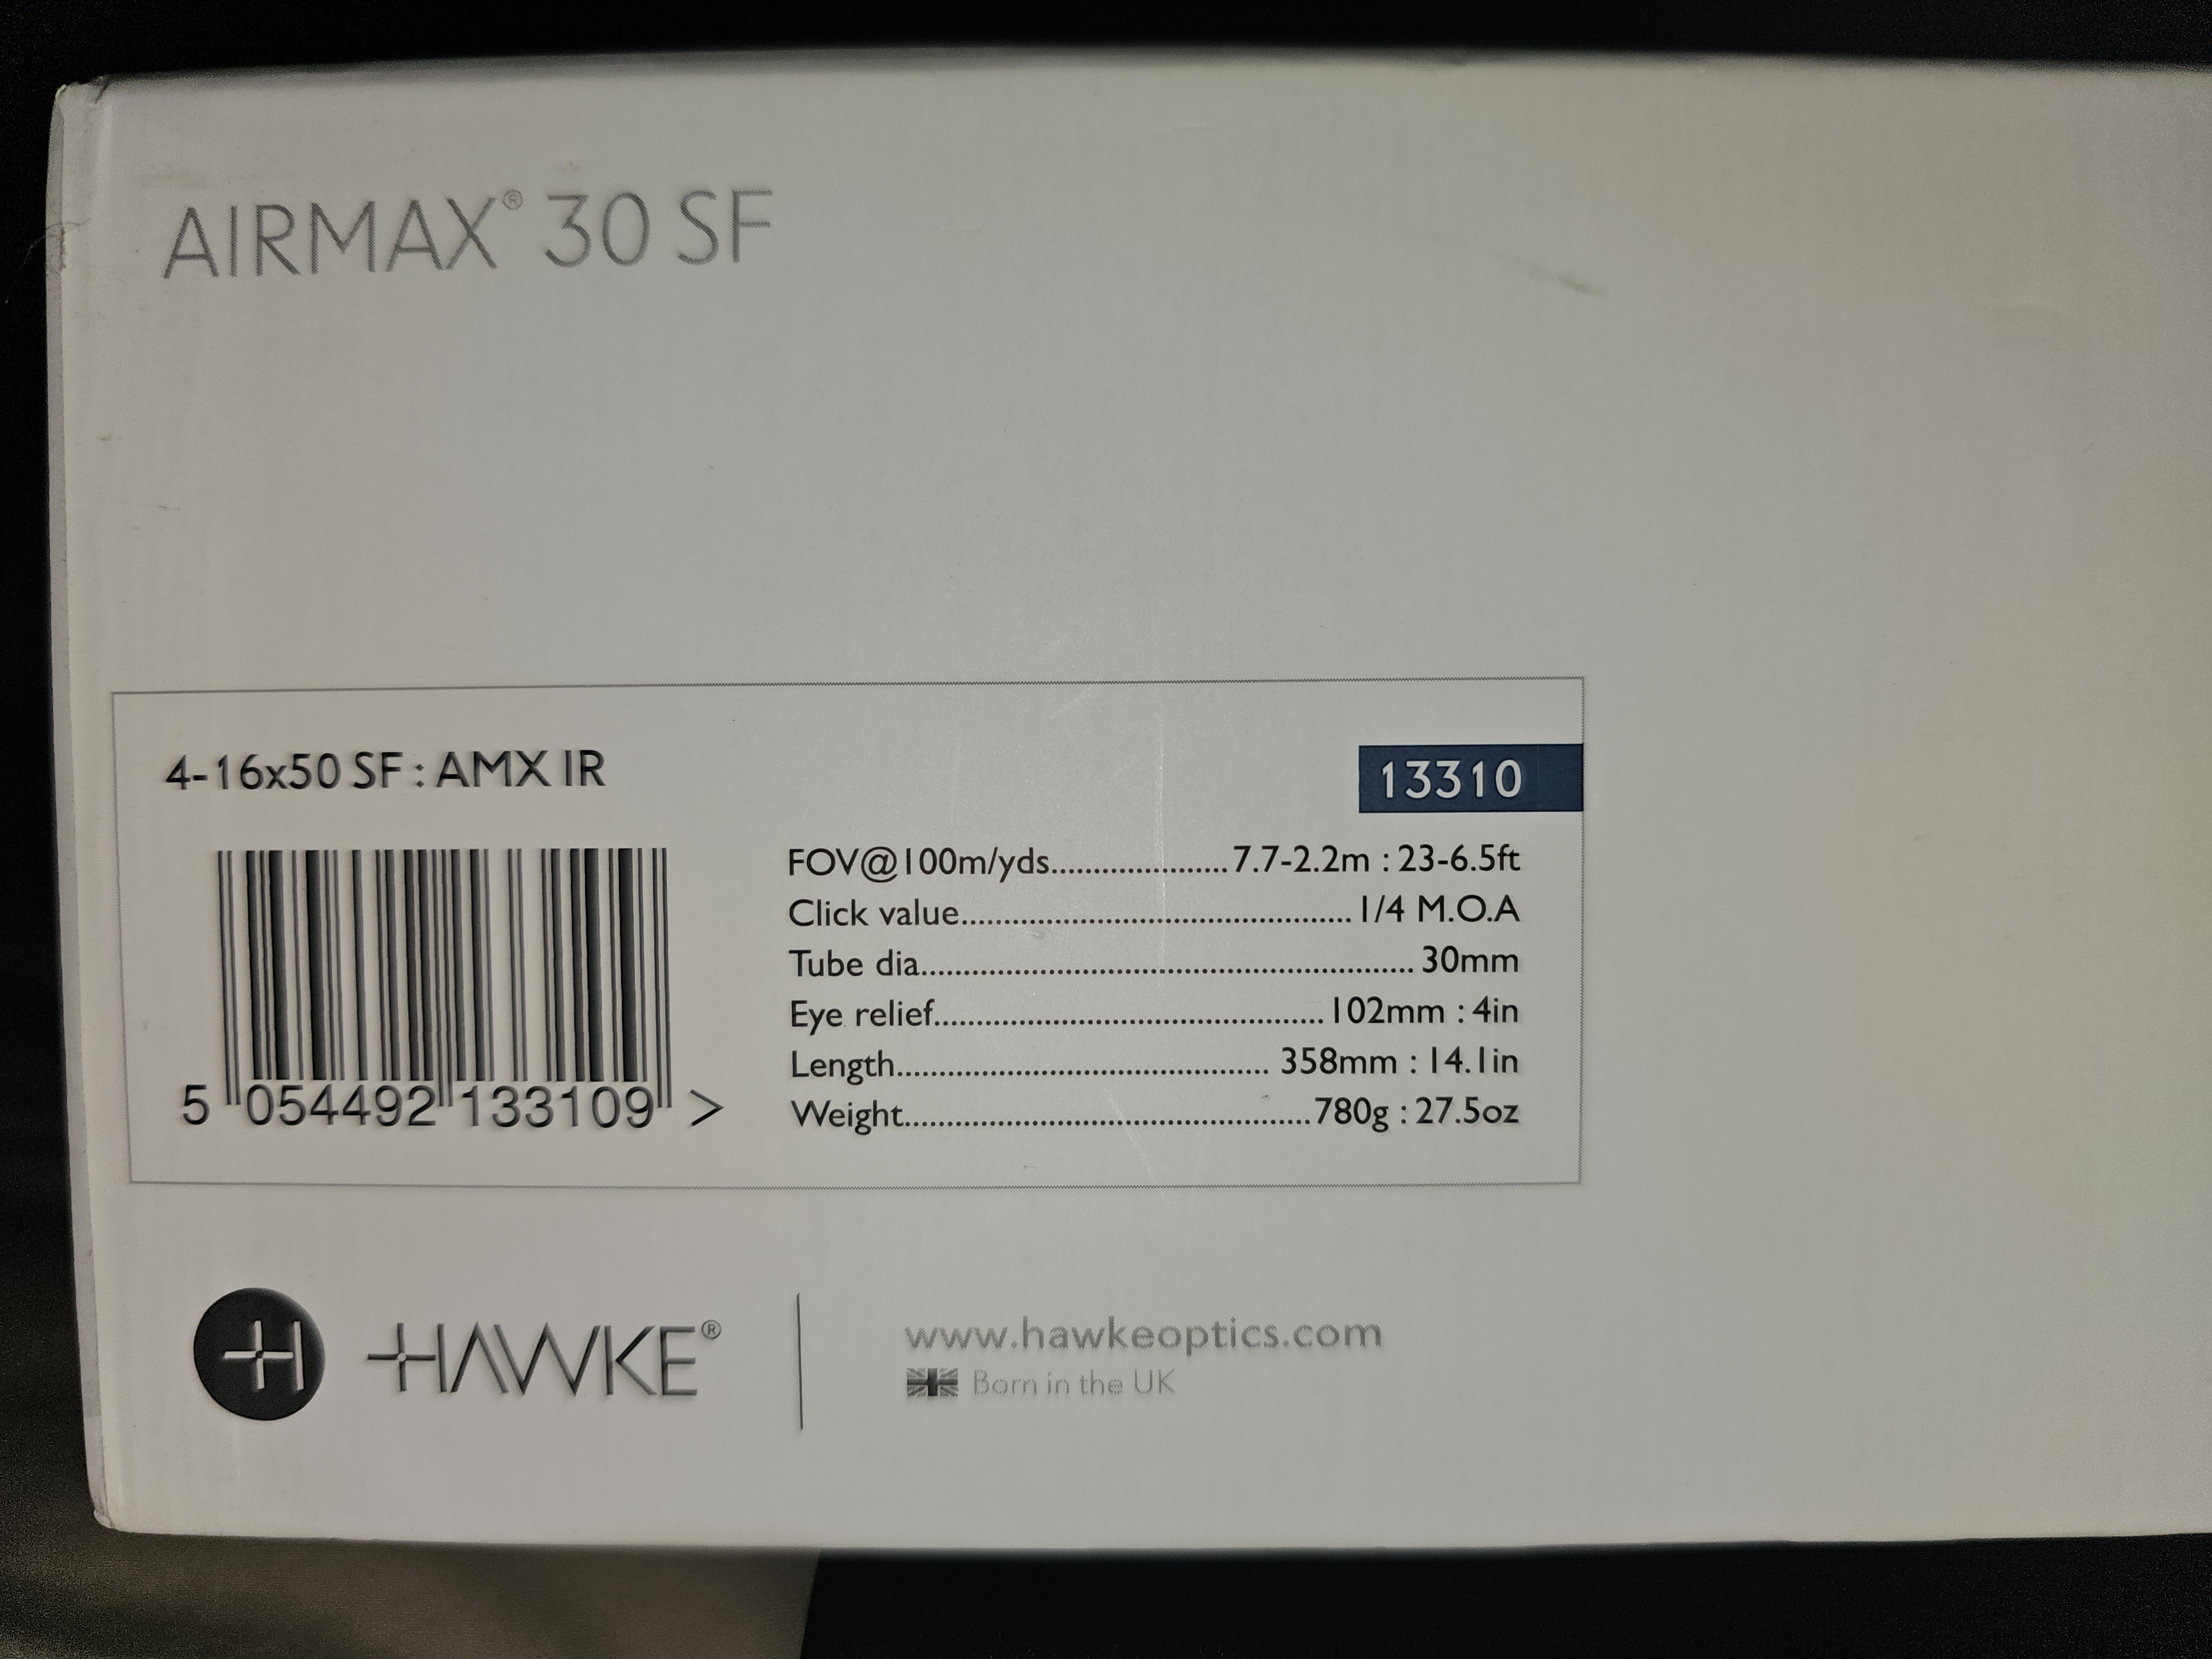 AIRMAX® 30 SF
4-16x50 SF : AMX IR
13310
FOV@100m/yds....................7.7-2.2m : 23-6.5ft
Click value.............................................1/4 M.O.A
Tube dia......................................................... 30mm
Eye relief.............................................102mm : 4in
Length........................................... 358mm : 14.1in
Weight...............................................780g : 27.5oz
5 054492 133109 >
H HAWKE®
www.hawkeoptics.com
Born in the UK